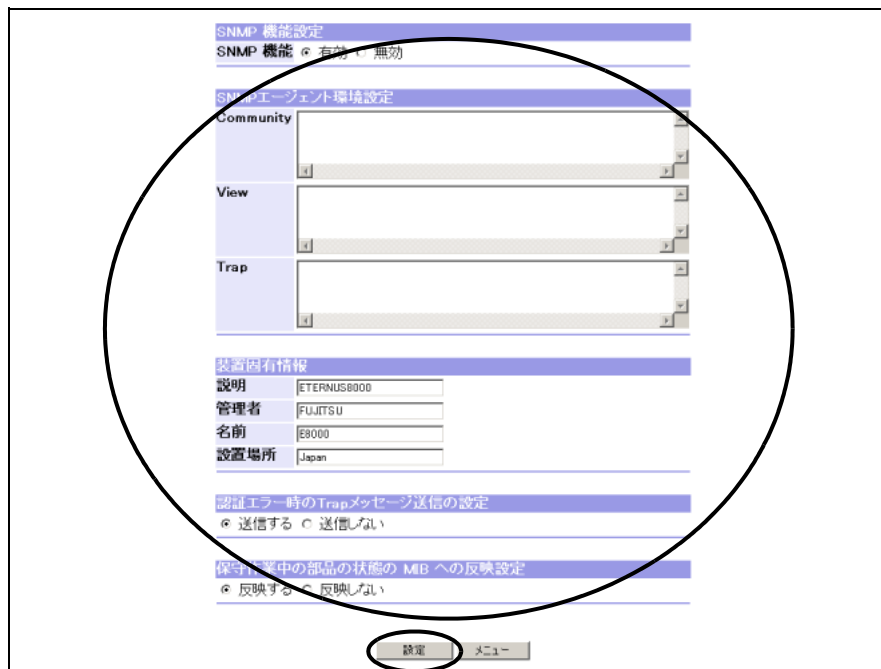 SNMP 機能設定
SNMP 機能 有効 無効
SNMPエージェント環境設定
Community
View
Trap
装置固有情報
説明 ETERNUS8000
管理者 FUJITSU
名前 E8000
設置場所 Japan
認証エラー時のTrapメッセージ送信の設定
送信する 送信しない
保守作業中の部品の状態の MIB への反映設定
反映する 反映しない
設定 メニュー